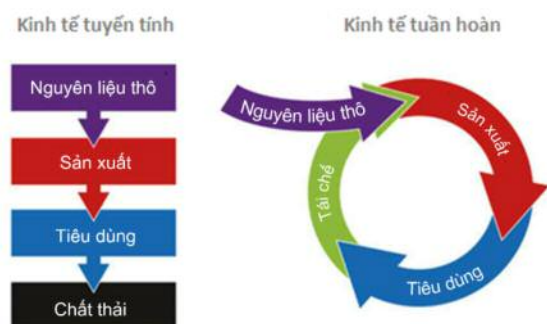 Kinh tế tuyến tính
Nguyên liệu thô
Sản xuất
Tiêu dùng
Chất thải
Kinh tế tuần hoàn
Nguyên liệu thô
Sản xuất
Tiêu dùng
Tái chế